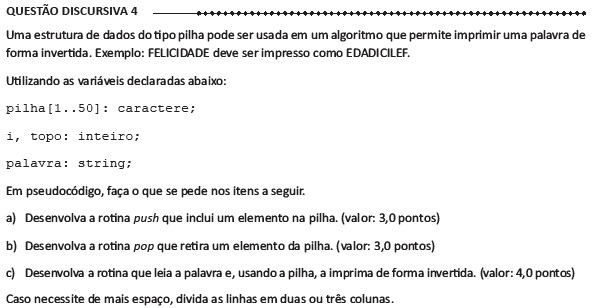 QUESTÃO DISCURSIVA 4
Uma estrutura de dados do tipo pilha pode ser usada em um algoritmo que permite imprimir uma palavra de
forma invertida. Exemplo: FELICIDADE deve ser impresso como EDADICILEF.
Utilizando as variáveis declaradas abaixo:
pilha[1..50]: caractere;
i, topo: inteiro;
palavra: string;
Em pseudocódigo, faça o que se pede nos itens a seguir.
a) Desenvolva a rotina push que inclui um elemento na pilha. (valor: 3,0 pontos)
b) Desenvolva a rotina pop que retira um elemento da pilha. (valor: 3,0 pontos)
c) Desenvolva a rotina que leia a palavra e, usando a pilha, a imprima de forma invertida. (valor: 4,0 pontos)
Caso necessite de mais espaço, divida as linhas em duas ou três colunas.